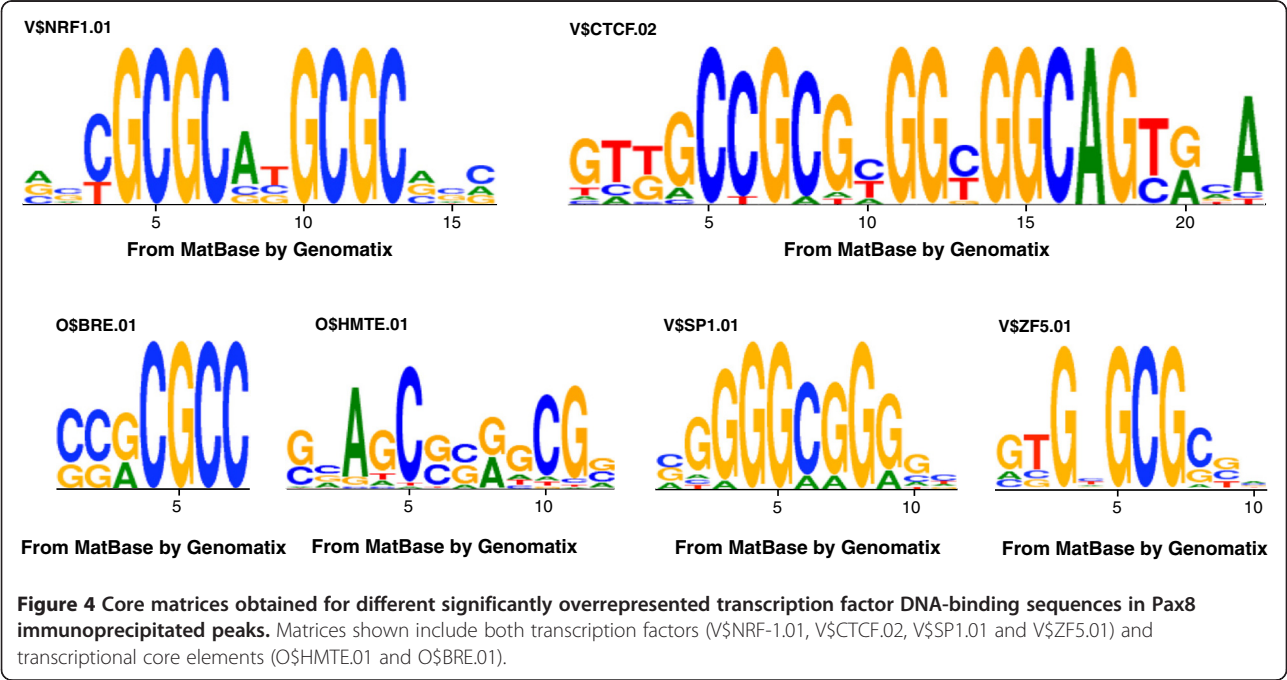 V$NRF1.01
V$CTCF.02
5 10 15
5 10 15 20
From MatBase by Genomatix
From MatBase by Genomatix
O$BRE.01
O$HMTE.01
V$SP1.01
V$ZF5.01
5
5 10
5 10
5 10
From MatBase by Genomatix
From MatBase by Genomatix
From MatBase by Genomatix
From MatBase by Genomatix
Figure 4 Core matrices obtained for different significantly overrepresented transcription factor DNA-binding sequences in Pax8
immunoprecipitated peaks. Matrices shown include both transcription factors (V$NRF-1.01, V$CTCF.02, V$SP1.01 and V$ZF5.01) and
transcriptional core elements (O$HMTE.01 and O$BRE.01).